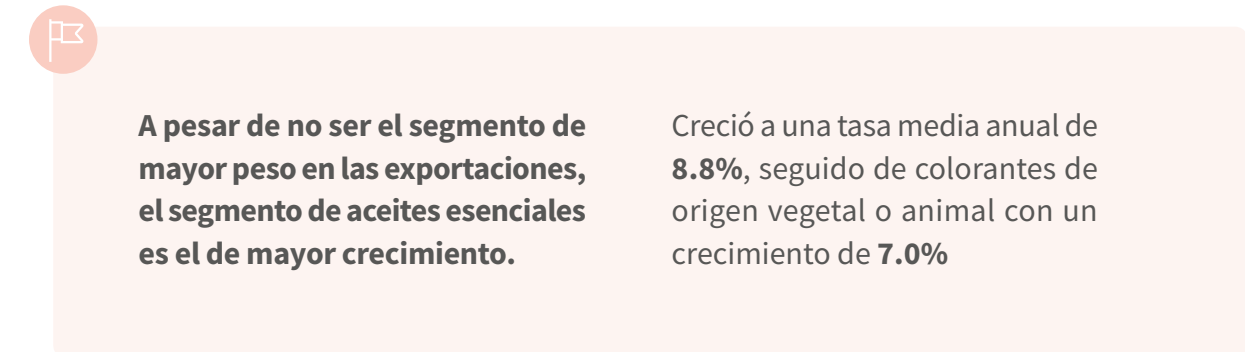 A pesar de no ser el segmento de
mayor peso en las exportaciones,
el segmento de aceites esenciales
es el de mayor crecimiento.
Creció a una tasa media anual de
8.8%, seguido de colorantes de
origen vegetal o animal con un
crecimiento de 7.0%